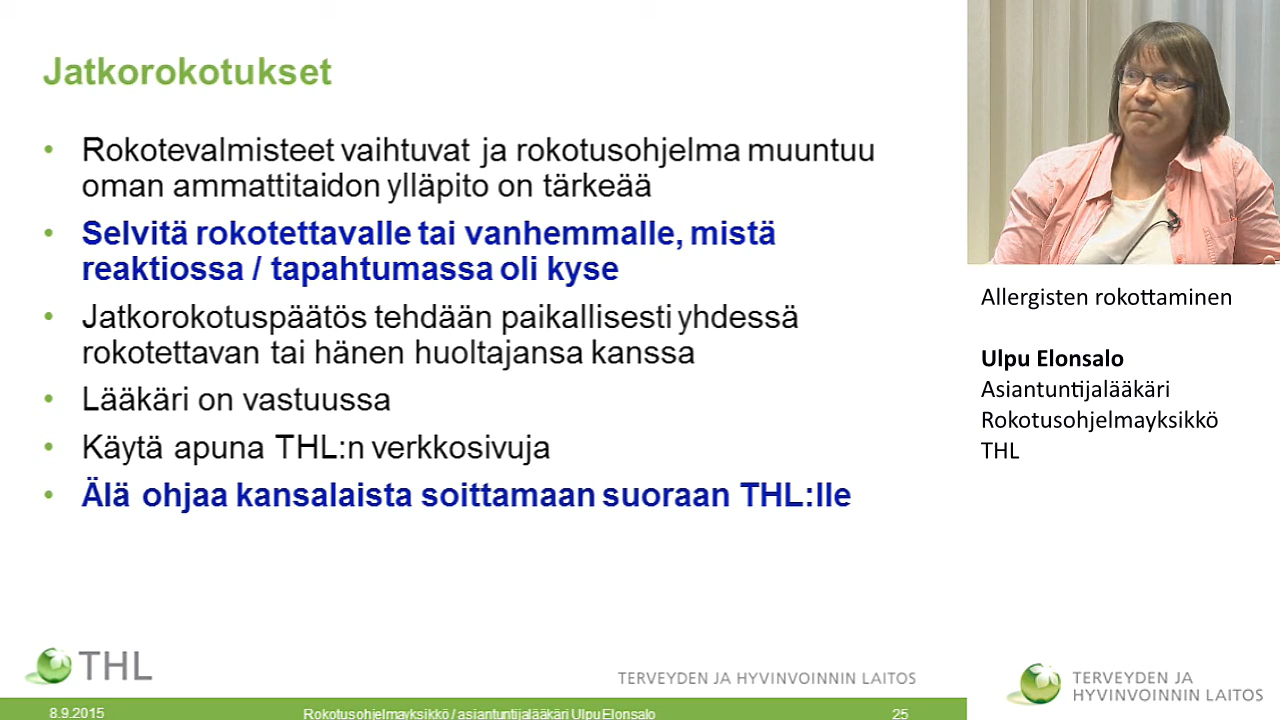 Jatkorokotukset
• Rokotevalmisteet vaihtuvat ja rokotusohjelma muuntuu
oman ammattitaidon ylläpito on tärkeää
• Selvitä rokotettavalle tai vanhemmalle, mistä
reaktiossa / tapahtumassa oli kyse
• Jatkorokotuspäätös tehdään paikallisesti yhdessä
rokotettavan tai hänen huoltajansa kanssa
• Lääkäri on vastuussa
• Käytä apuna THL:n verkkosivuja
• Älä ohjaa kansalaista soittamaan suoraan THL:lle
THL
TERVEYDEN JA HYVINVOINNIN LAITOS
8.9.2015
Rokotusohjelmayksikkö / asiantuntijalääkäri Ulpu Elonsalo
25
Allergisten rokottaminen
Ulpu Elonsalo
Asiantuntijalääkäri
Rokotusohjelmayksikkö
THL
TERVEYDEN JA
HYVINVOINNIN LAITOS